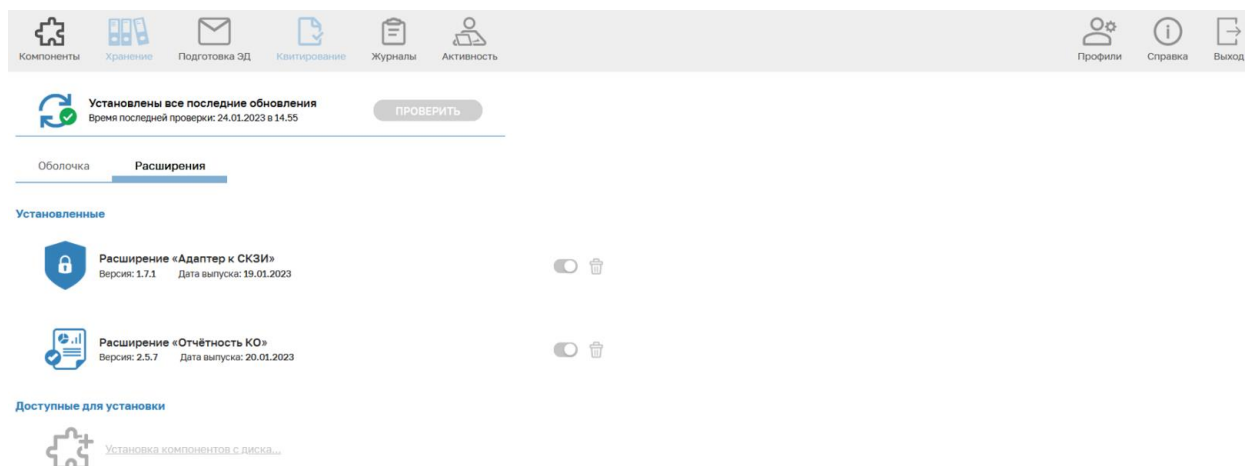 Компоненты Хранение Подготовка ЭД Квитирование Журналы Активность Профили Справка Выход
Установлены все последние обновления
Время последней проверки: 24.01.2023 в 14.55
ПРОВЕРИТЬ
Оболочка Расширения
Установленные
Расширение «Адаптер к СКЗИ»
Версия: 1.7.1 Дата выпуска: 19.01.2023
Расширение «Отчётность КО»
Версия: 2.5.7 Дата выпуска: 20.01.2023
Доступные для установки
Установка компонентов с диска...